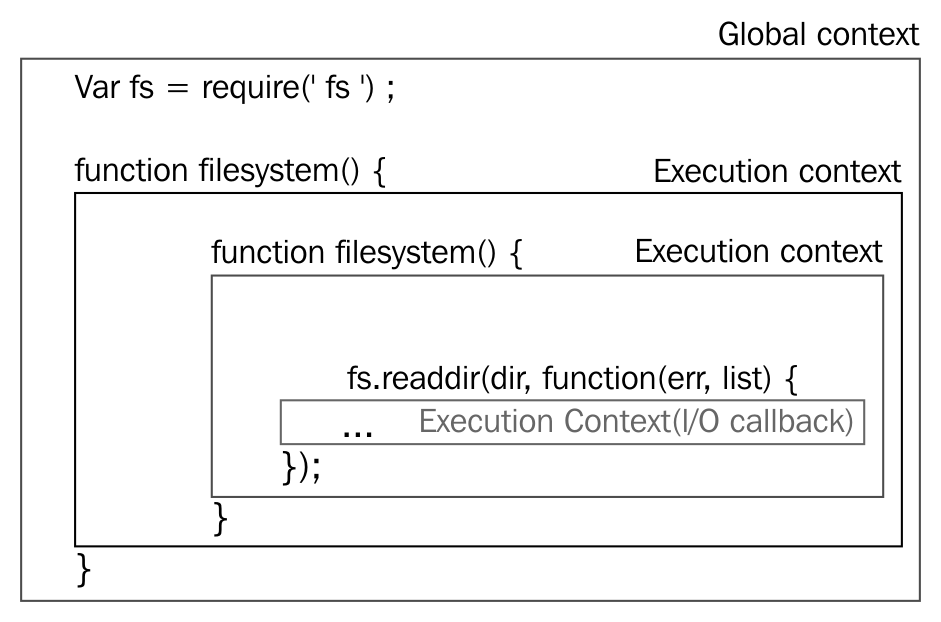 Global context
Var fs = require(' fs ') ;
function filesystem() { Execution context
function filesystem() { Execution context
fs.readdir(dir, function(err, list) {
... Execution Context(I/O callback)
});
}
}